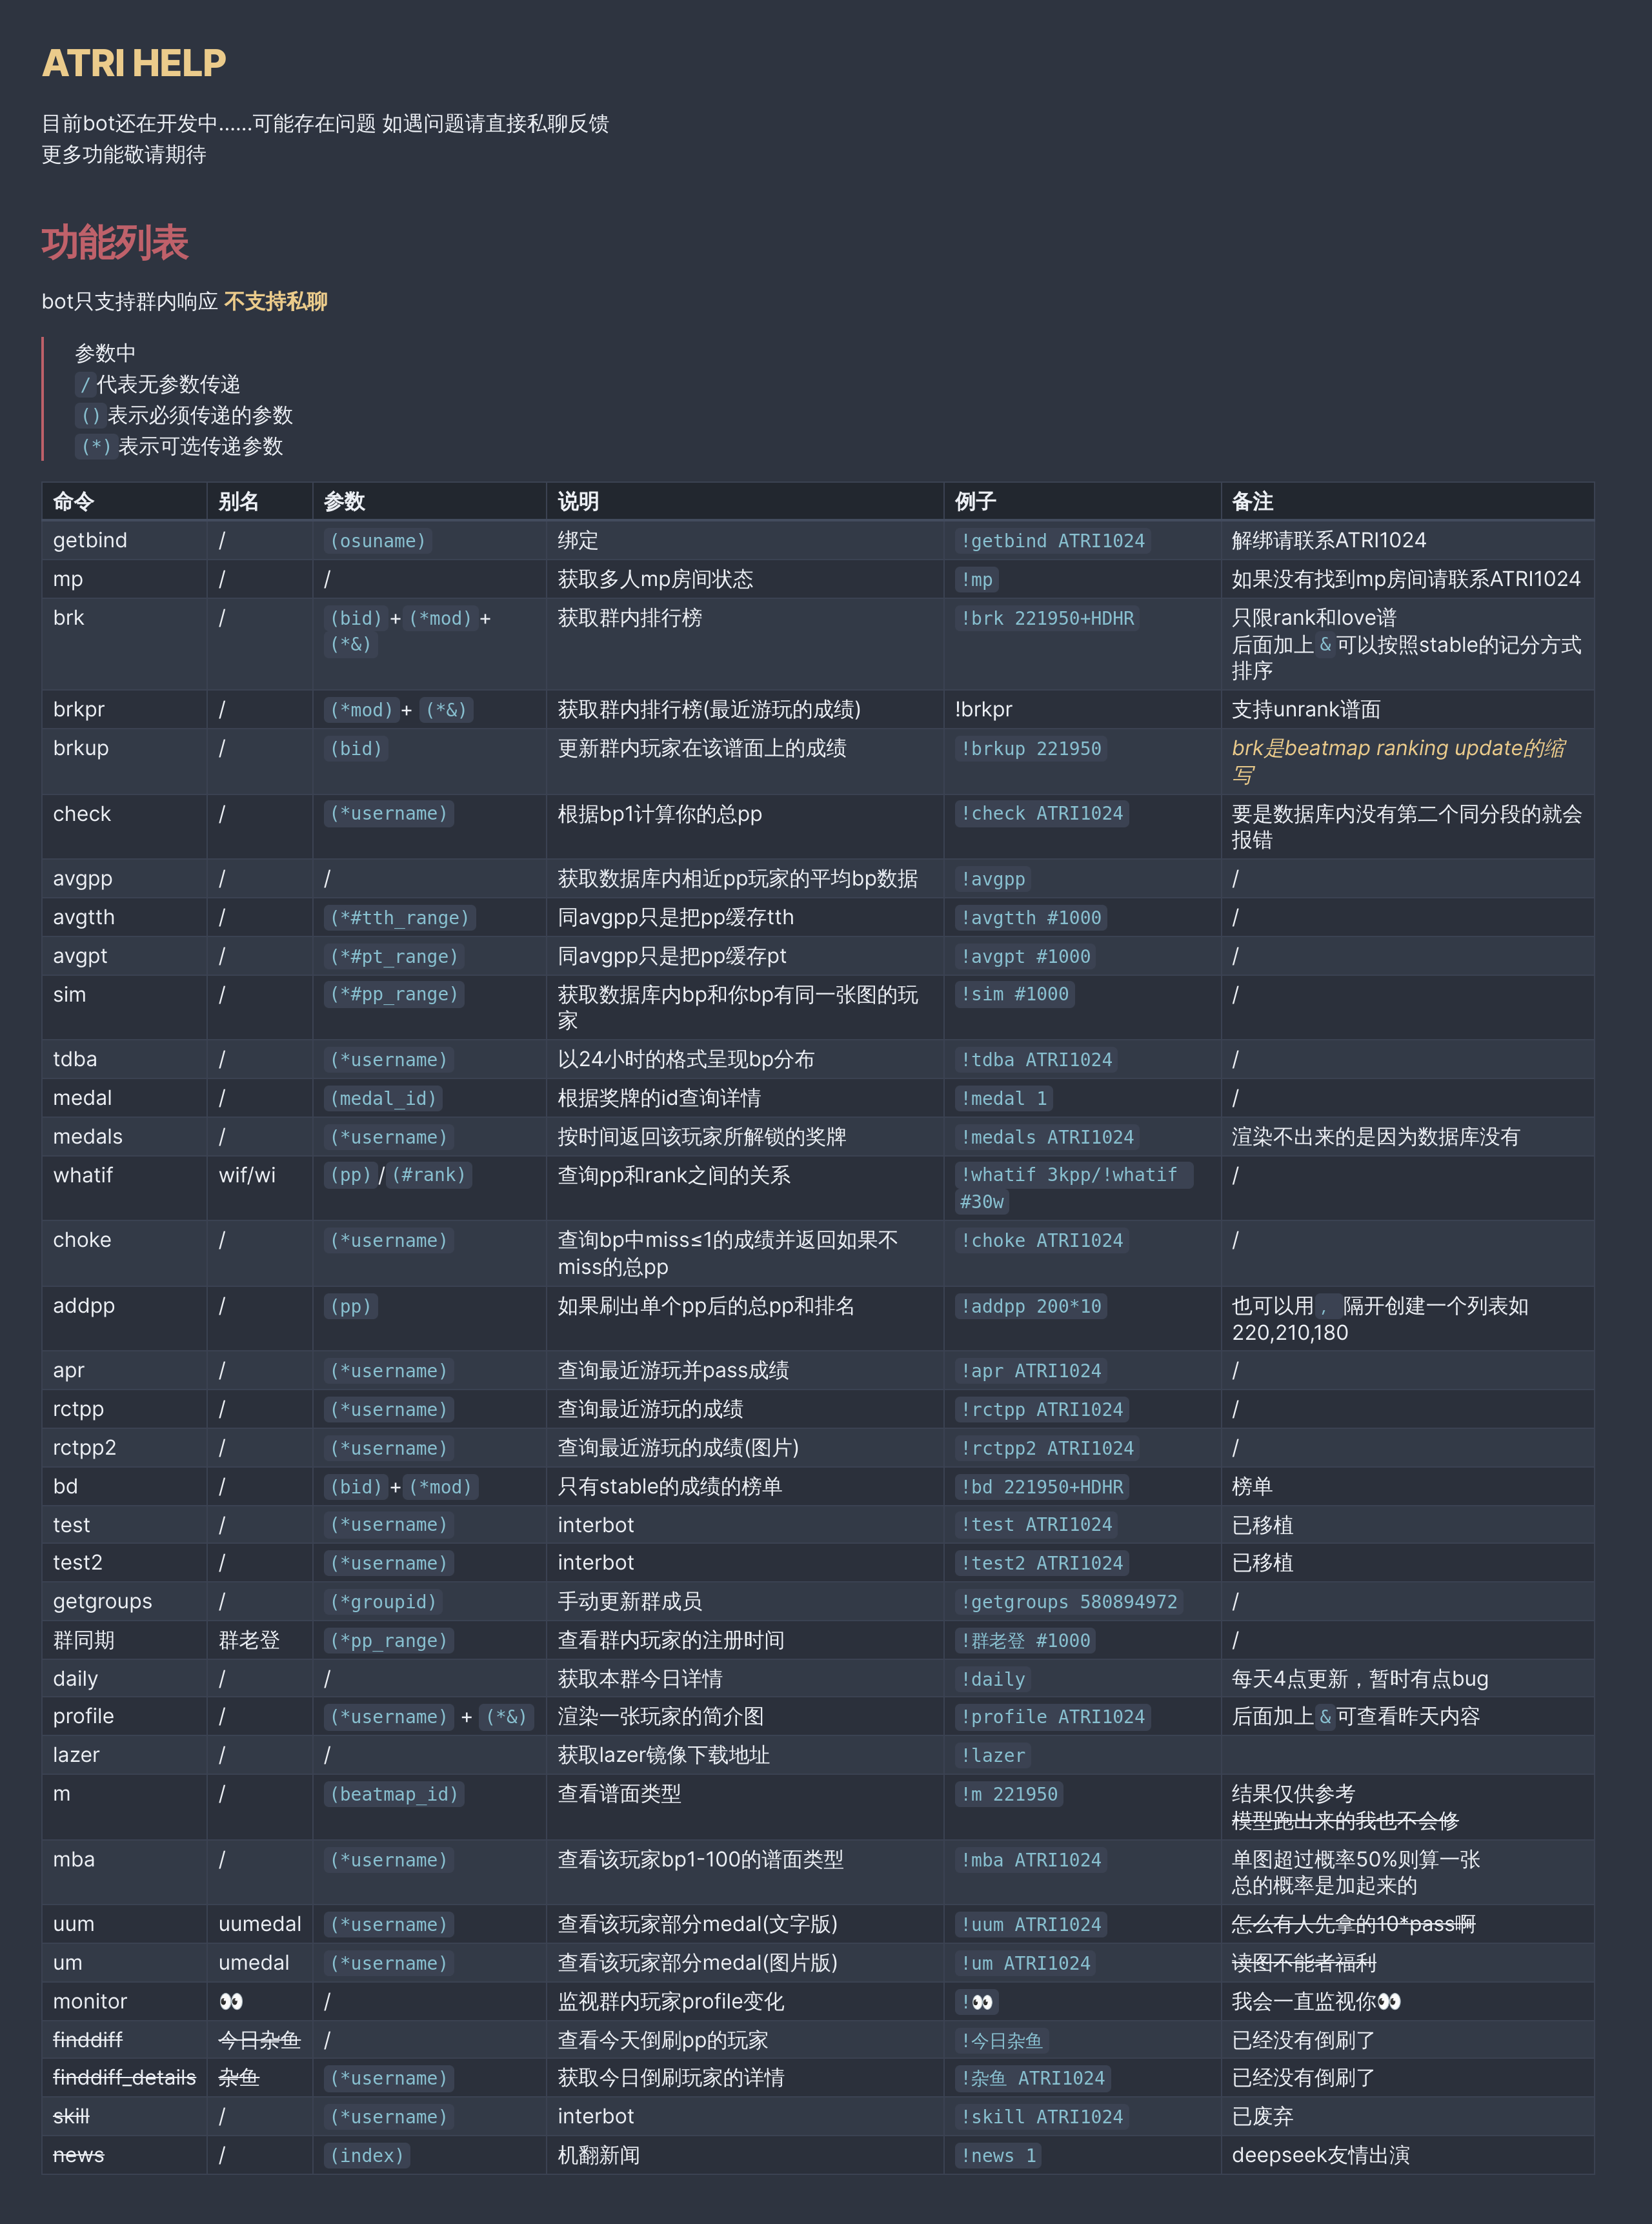 ATRI HELP
目前bot还在开发中......可能存在问题 如遇问题请直接私聊反馈
更多功能敬请期待
功能列表
bot只支持群内响应 不支持私聊
参数中
/代表无参数传递
()表示必须传递的参数
(*)表示可选传递参数
命令 别名 参数 说明 例子 备注
getbind / (osuname) 绑定 !getbind ATRI1024 解绑请联系ATRI1024
mp / / 获取多人mp房间状态 !mp 如果没有找到mp房间请联系ATRI1024
brk / (bid)+(*mod)+ 获取群内排行榜 !brk 221950+HDHR 只限rank和love谱
(*&) 后面加上&可以按照stable的记分方式
排序
brkpr / (*mod)+ (*&) 获取群内排行榜(最近游玩的成绩) !brkpr 支持unrank谱面
brkup / (bid) 更新群内玩家在该谱面上的成绩 !brkup 221950 brk是beatmap ranking update的缩
写
check / (*username) 根据bp1计算你的总pp !check ATRI1024 要是数据库内没有第二个同分段的就会
报错
avgpp / / 获取数据库内相近pp玩家的平均bp数据 !avgpp /
avgtth / (*#tth_range) 同avgpp只是把pp缓存tth !avgtth #1000 /
avgpt / (*#pt_range) 同avgpp只是把pp缓存pt !avgpt #1000 /
sim / (*#pp_range) 获取数据库内bp和你bp有同一张图的玩 !sim #1000 /
家
tdba / (*username) 以24小时的格式呈现bp分布 !tdba ATRI1024 /
medal / (medal_id) 根据奖牌的id查询详情 !medal 1 /
medals / (*username) 按时间返回该玩家所解锁的奖牌 !medals ATRI1024 渲染不出来的是因为数据库没有
whatif wif/wi (pp)/(#rank) 查询pp和rank之间的关系 !whatif 3kpp/!whatif /
#30w
choke / (*username) 查询bp中miss≤1的成绩并返回如果不 !choke ATRI1024 /
miss的总pp
addpp / (pp) 如果刷出单个pp后的总pp和排名 !addpp 200*10 也可以用, 隔开创建一个列表如
220,210,180
apr / (*username) 查询最近游玩并pass成绩 !apr ATRI1024 /
rctpp / (*username) 查询最近游玩的成绩 !rctpp ATRI1024 /
rctpp2 / (*username) 查询最近游玩的成绩(图片) !rctpp2 ATRI1024 /
bd / (bid)+(*mod) 只有stable的成绩的榜单 !bd 221950+HDHR 榜单
test / (*username) interbot !test ATRI1024 已移植
test2 / (*username) interbot !test2 ATRI1024 已移植
getgroups / (*groupid) 手动更新群成员 !getgroups 580894972 /
群同期 群老登 (*pp_range) 查看群内玩家的注册时间 !群老登 #1000 /
daily / / 获取本群今日详情 !daily 每天4点更新，暂时有点bug
profile / (*username) + (*&) 渲染一张玩家的简介图 !profile ATRI1024 后面加上&可查看昨天内容
lazer / / 获取lazer镜像下载地址 !lazer
m / (beatmap_id) 查看谱面类型 !m 221950 结果仅供参考
模型跑出来的我也不会修
mba / (*username) 查看该玩家bp1-100的谱面类型 !mba ATRI1024 单图超过概率50%则算一张
总的概率是加起来的
uum uumedal (*username) 查看该玩家部分medal(文字版) !uum ATRI1024 怎么有人先拿的10*pass啊
um umedal (*username) 查看该玩家部分medal(图片版) !um ATRI1024 读图不能者福利
monitor 👀 / 监视群内玩家profile变化 !👀 我会一直监视你👀
finddiff 今日杂鱼 / 查看今天倒刷pp的玩家 !今日杂鱼 已经没有倒刷了
finddiff_details 杂鱼 (*username) 获取今日倒刷玩家的详情 !杂鱼 ATRI1024 已经没有倒刷了
skill / (*username) interbot !skill ATRI1024 已废弃
news / (index) 机翻新闻 !news 1 deepseek友情出演